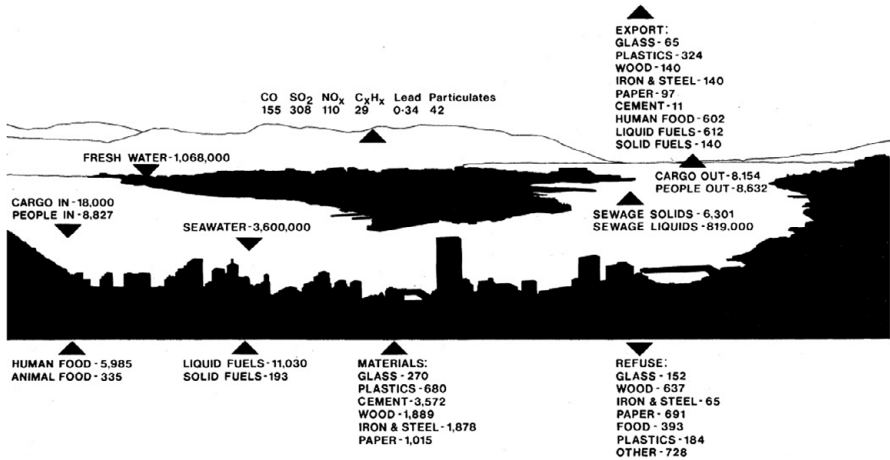 EXPORT:
GLASS-65
PLASTICS-324
WOOD-140
IRON & STEEL-140
PAPER-97
CEMENT-11
HUMAN FOOD-602
LIQUID FUELS-612
SOLID FUELS-140
CO SO₂ NOₓ CₓHₓ Lead Particulates
155 308 110 29 0·34 42
FRESH WATER-1,068,000
CARGO IN-18,000
PEOPLE IN-8,827
SEAWATER-3,600,000
CARGO OUT-8,154
PEOPLE OUT-8,632
SEWAGE SOLIDS-6,301
SEWAGE LIQUIDS-819,000
HUMAN FOOD-5,985
ANIMAL FOOD-335
LIQUID FUELS-11,030
SOLID FUELS-193
MATERIALS:
GLASS-270
PLASTICS-680
CEMENT-3,572
WOOD-1,889
IRON & STEEL-1,878
PAPER-1,015
REFUSE:
GLASS-152
WOOD-637
IRON & STEEL-65
PAPER-691
FOOD-393
PLASTICS-184
OTHER-728